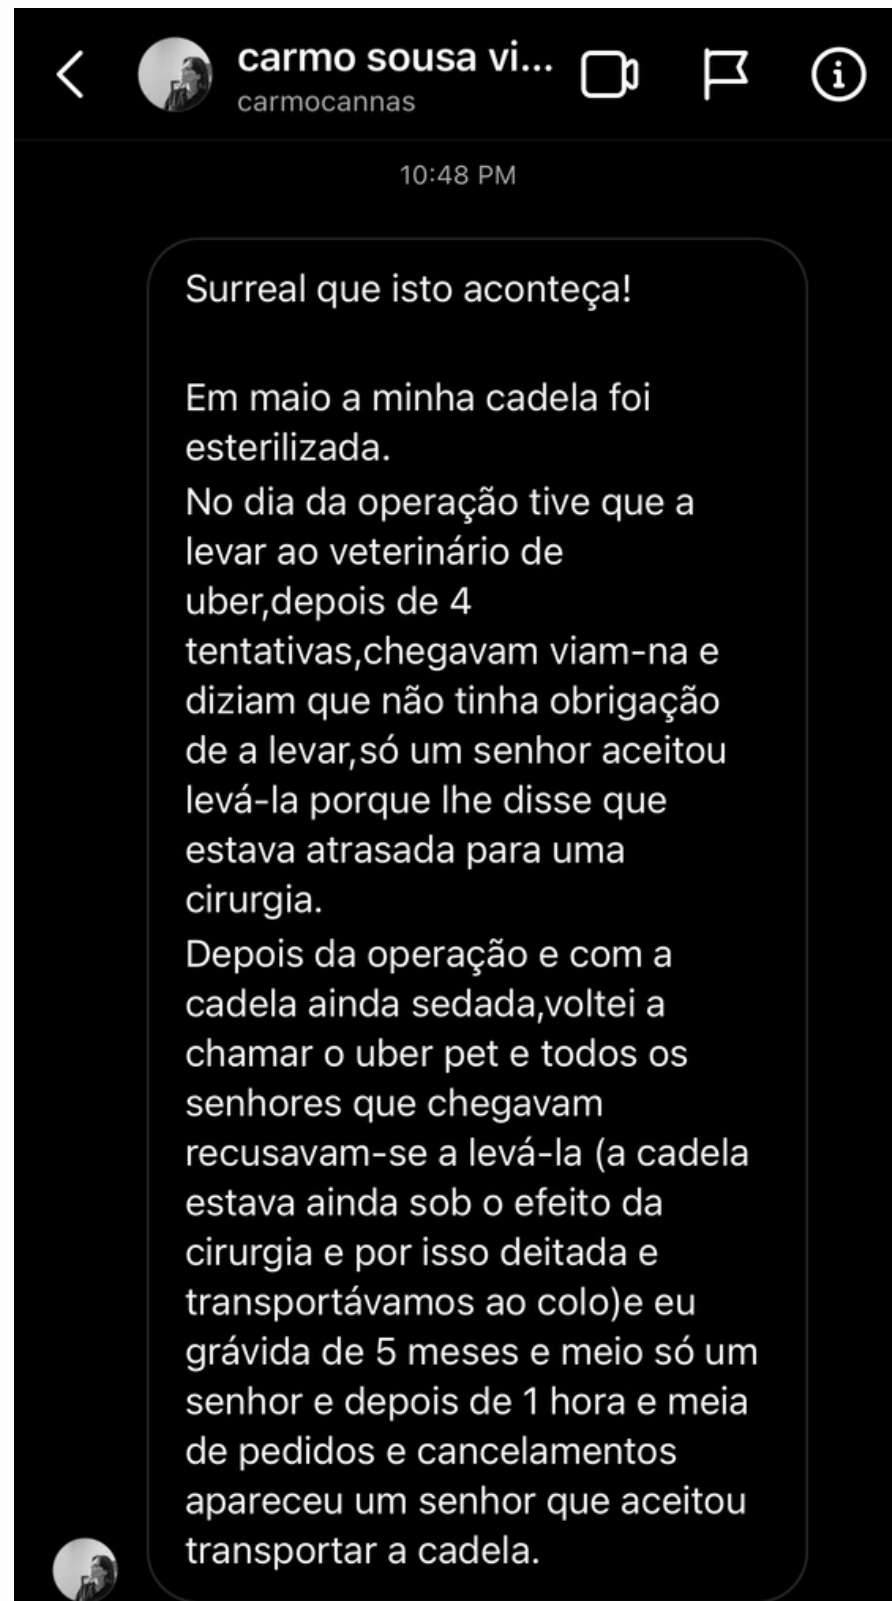 carmo sousa vi...
carmocannas
10:48 PM
Surreal que isto aconteça!
Em maio a minha cadela foi
esterilizada.
No dia da operação tive que a
levar ao veterinário de
uber,depois de 4
tentativas,chegavam viam-na e
diziam que não tinha obrigação
de a levar,só um senhor aceitou
levá-la porque lhe disse que
estava atrasada para uma
cirurgia.
Depois da operação e com a
cadela ainda sedada,voltei a
chamar o uber pet e todos os
senhores que chegavam
recusavam-se a levá-la (a cadela
estava ainda sob o efeito da
cirurgia e por isso deitada e
transportávamos ao colo)e eu
grávida de 5 meses e meio só um
senhor e depois de 1 hora e meia
de pedidos e cancelamentos
apareceu um senhor que aceitou
transportar a cadela.